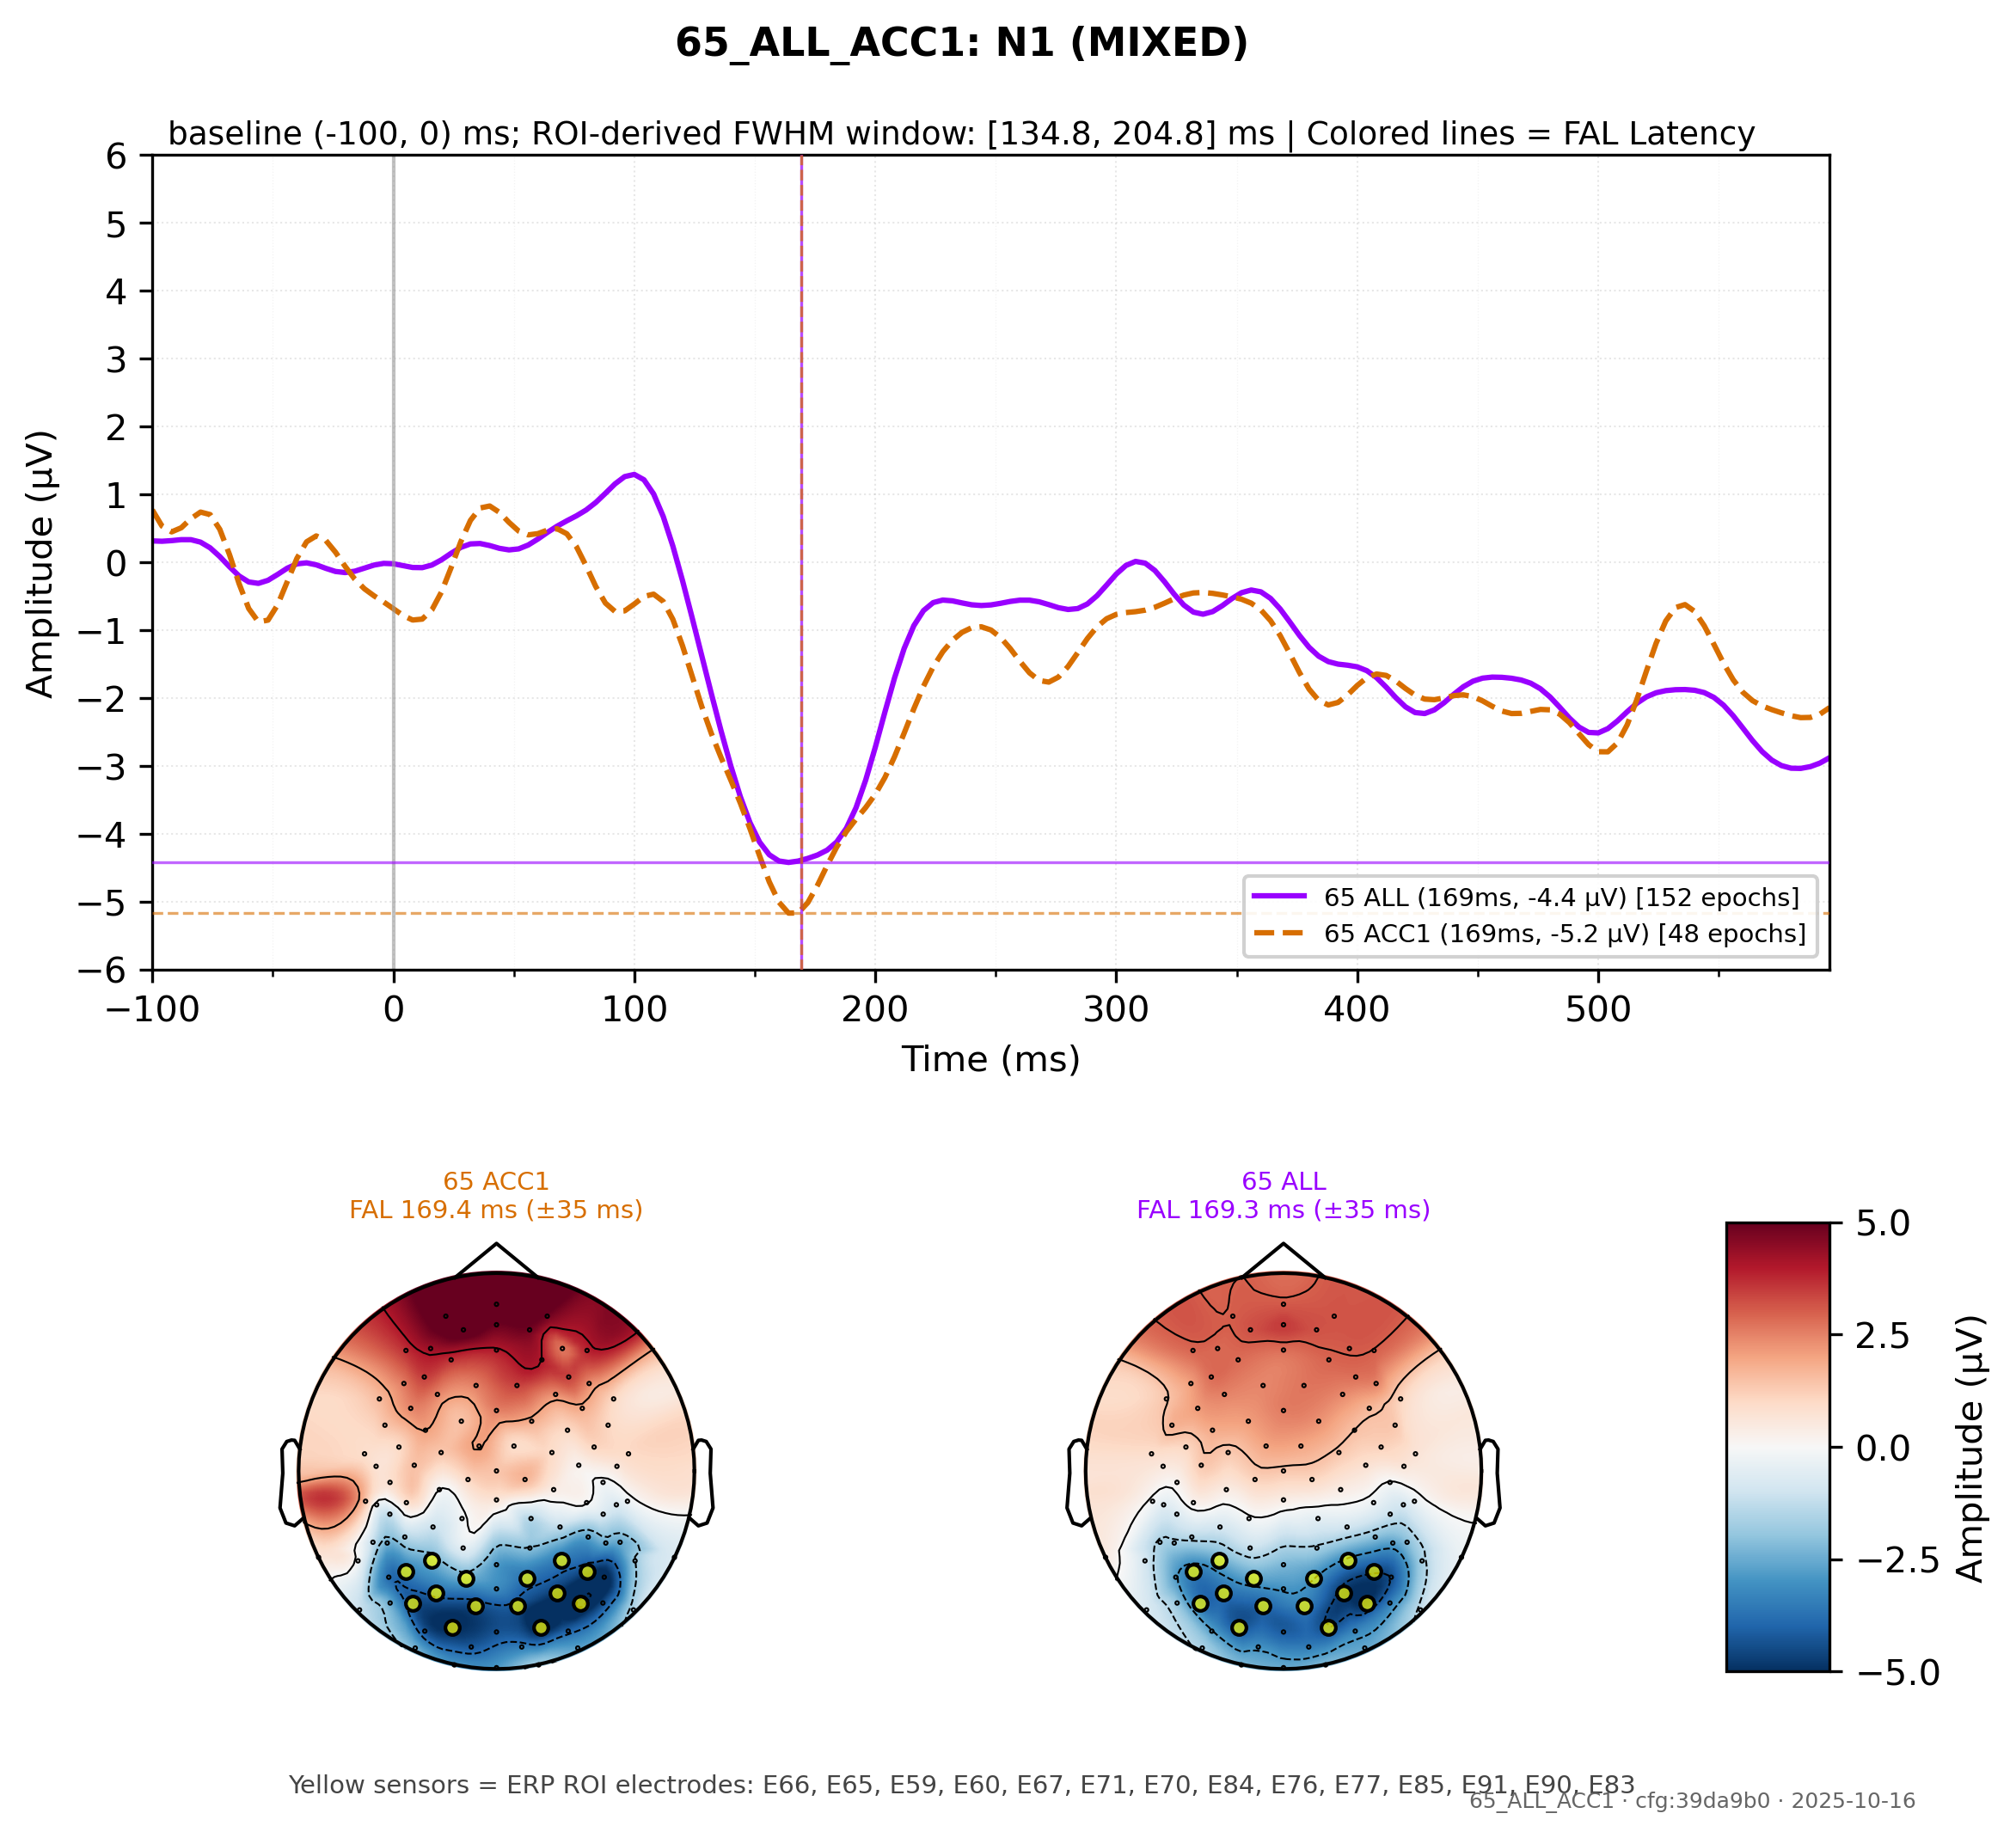 65_ALL_ACC1: N1 (MIXED)
baseline (-100, 0) ms; ROI-derived FWHM window: [134.8, 204.8] ms | Colored lines = FAL Latency
6
5
4
3
2
1
0
−1
−2
−3
−4
−5
−6
Amplitude (µV)
65 ALL (169ms, -4.4 µV) [152 epochs]
65 ACC1 (169ms, -5.2 µV) [48 epochs]
−100
0
100
200
300
400
500
Time (ms)
65 ACC1
FAL 169.4 ms (±35 ms)
65 ALL
FAL 169.3 ms (±35 ms)
5.0
2.5
0.0
−2.5
−5.0
Amplitude (µV)
Yellow sensors = ERP ROI electrodes: E66, E65, E59, E60, E67, E71, E70, E84, E76, E77, E85, E91, E90, E83
65_ALL_ACC1 · cfg:39da9b0 · 2025-10-16